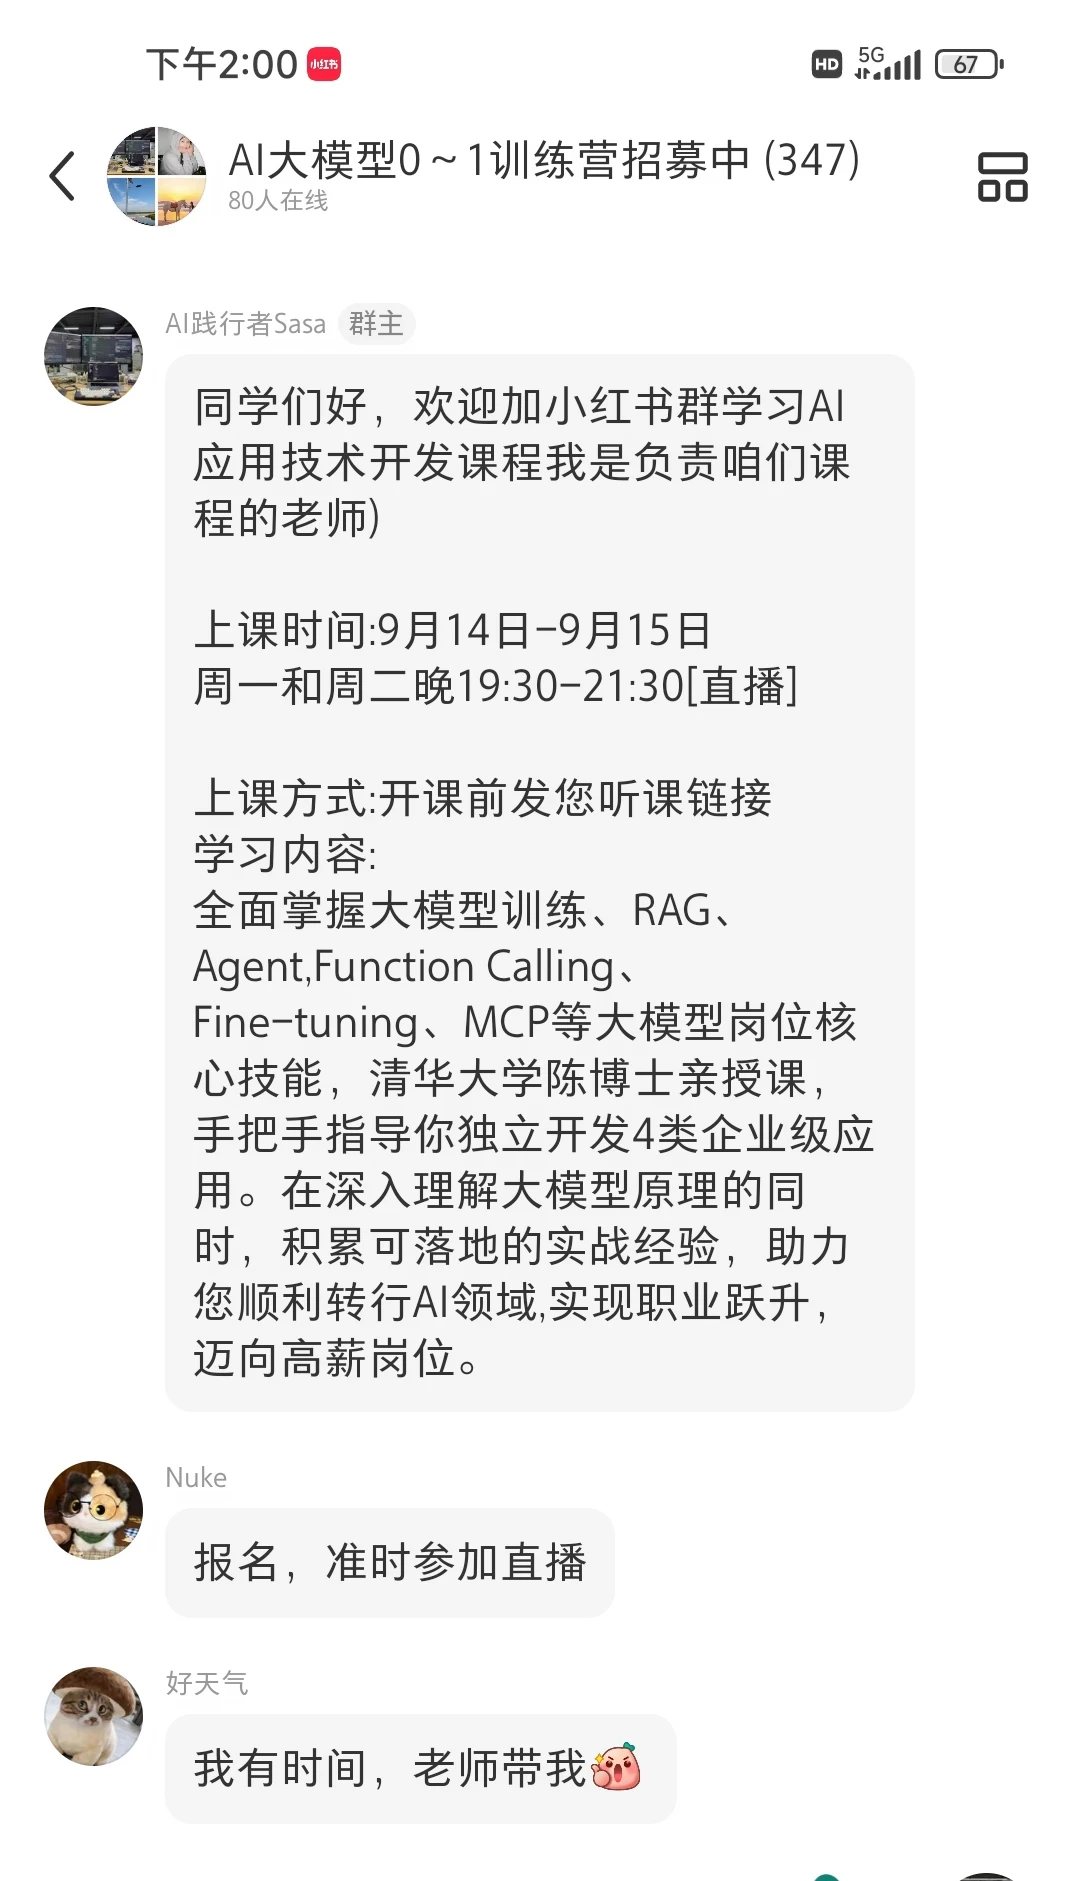 下午2:00
小红书
HD
5G
67
AI大模型0～1训练营招募中 (347)
80人在线
AI践行者Sasa 群主
同学们好，欢迎加小红书群学习AI
应用技术开发课程我是负责咱们课
程的老师)
上课时间:9月14日-9月15日
周一和周二晚19:30-21:30[直播]
上课方式:开课前发您听课链接
学习内容:
全面掌握大模型训练、RAG、
Agent,Function Calling、
Fine-tuning、MCP等大模型岗位核
心技能，清华大学陈博士亲授课，
手把手指导你独立开发4类企业级应
用。在深入理解大模型原理的同
时，积累可落地的实战经验，助力
您顺利转行AI领域,实现职业跃升，
迈向高薪岗位。
Nuke
报名，准时参加直播
好天气
我有时间，老师带我